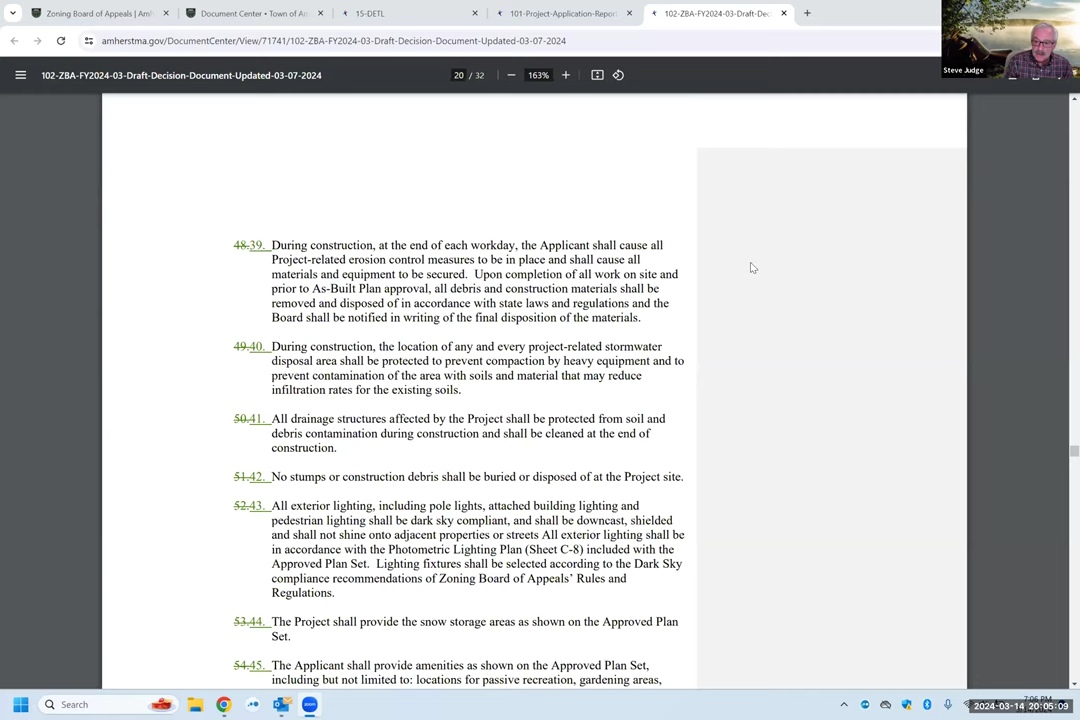 Zoning Board of Appeals | Amh
Document Center • Town of Am
15-DETL
101-Project-Application-Repor
102-ZBA-FY2024-03-Draft-Dec
amherstma.gov/DocumentCenter/View/71741/102-ZBA-FY2024-03-Draft-Decision-Document-Updated-03-07-2024
Steve Judge
102-ZBA-FY2024-03-Draft-Decision-Document-Updated-03-07-2024
20 / 32
163%
48.39. During construction, at the end of each workday, the Applicant shall cause all
Project-related erosion control measures to be in place and shall cause all
materials and equipment to be secured. Upon completion of all work on site and
prior to As-Built Plan approval, all debris and construction materials shall be
removed and disposed of in accordance with state laws and regulations and the
Board shall be notified in writing of the final disposition of the materials.
49.40. During construction, the location of any and every project-related stormwater
disposal area shall be protected to prevent compaction by heavy equipment and to
prevent contamination of the area with soils and material that may reduce
infiltration rates for the existing soils.
50.41. All drainage structures affected by the Project shall be protected from soil and
debris contamination during construction and shall be cleaned at the end of
construction.
51.42. No stumps or construction debris shall be buried or disposed of at the Project site.
52.43. All exterior lighting, including pole lights, attached building lighting and
pedestrian lighting shall be dark sky compliant, and shall be downcast, shielded
and shall not shine onto adjacent properties or streets All exterior lighting shall be
in accordance with the Photometric Lighting Plan (Sheet C-8) included with the
Approved Plan Set. Lighting fixtures shall be selected according to the Dark Sky
compliance recommendations of Zoning Board of Appeals' Rules and
Regulations.
53.44. The Project shall provide the snow storage areas as shown on the Approved Plan
Set.
54.45. The Applicant shall provide amenities as shown on the Approved Plan Set,
including but not limited to: locations for passive recreation, gardening areas,
Search
zoom
7:06 PM
2024-03-14 20:05:09